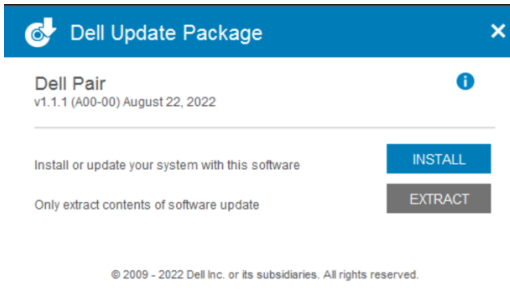 Dell Update Package
Dell Pair
v1.1.1 (A00-00) August 22, 2022
Install or update your system with this software
INSTALL
Only extract contents of software update
EXTRACT
© 2009 - 2022 Dell Inc. or its subsidiaries. All rights reserved.